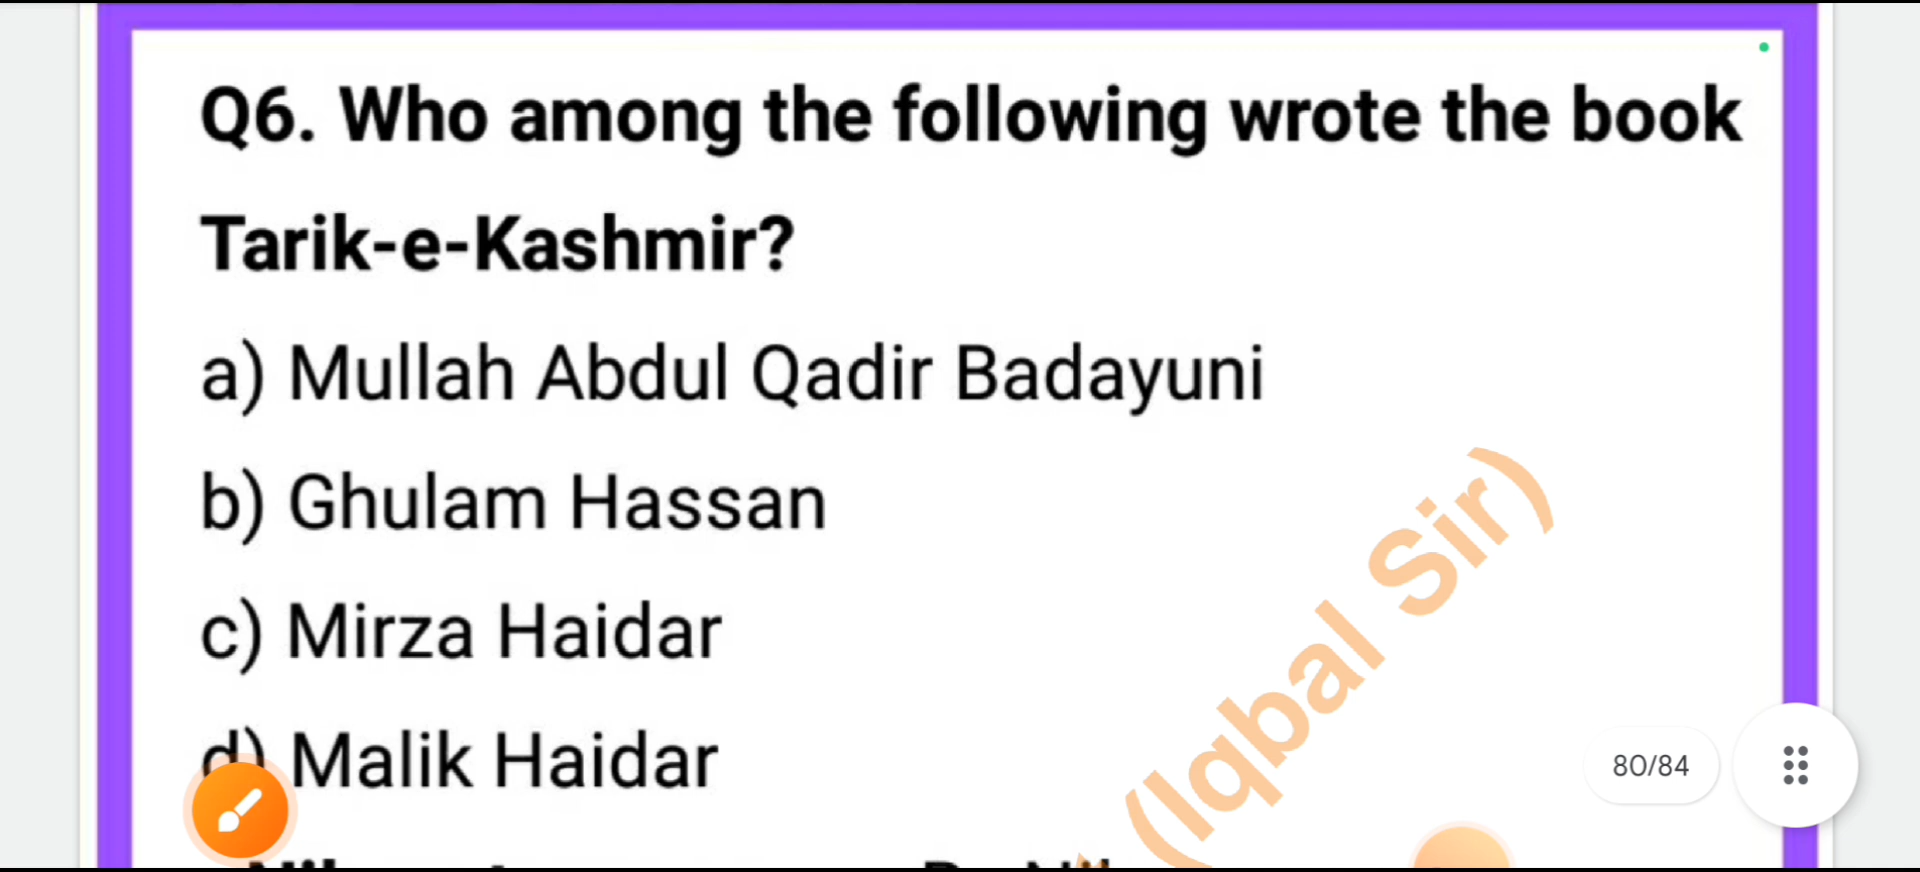 Q6. Who among the following wrote the book
Tarik-e-Kashmir?
a) Mullah Abdul Qadir Badayuni
b) Ghulam Hassan
c) Mirza Haidar
d) Malik Haidar
(Iqbal Sir)
80/84